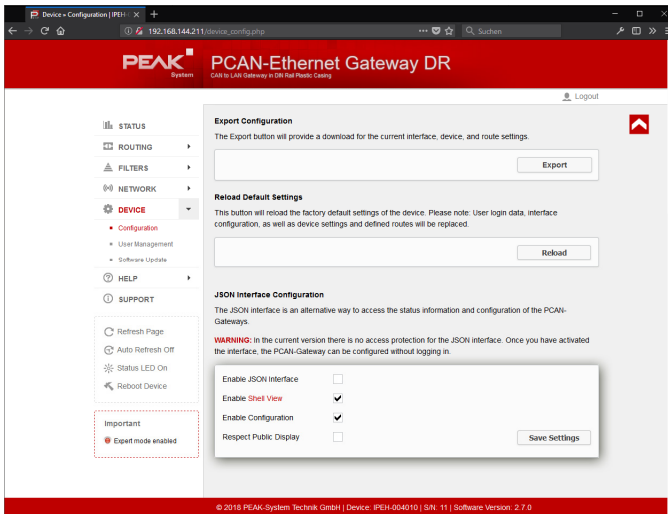 Device » Configuration | IPEH-
192.168.144.211/device_config.php
Suchen
PEAK
System
PCAN-Ethernet Gateway DR
CAN to LAN Gateway in DIN Rail Plastic Casing
Logout
STATUS
ROUTING
FILTERS
NETWORK
DEVICE
Configuration
User Management
Software Update
HELP
SUPPORT
Refresh Page
Auto Refresh Off
Status LED On
Reboot Device
Important
Expert mode enabled
Export Configuration
The Export button will provide a download for the current interface, device, and route settings.
Export
Reload Default Settings
This button will reload the factory default settings of the device. Please note: User login data, interface
configuration, as well as device settings and defined routes will be replaced.
Reload
JSON Interface Configuration
The JSON interface is an alternative way to access the status information and configuration of the PCAN-
Gateways.
WARNING: In the current version there is no access protection for the JSON interface. Once you have activated
the interface, the PCAN-Gateway can be configured without logging in.
Enable JSON Interface
Enable Shell View
Enable Configuration
Respect Public Display
Save Settings
© 2018 PEAK-System Technik GmbH | Device: IPEH-004010 | S/N: 11 | Software Version: 2.7.0